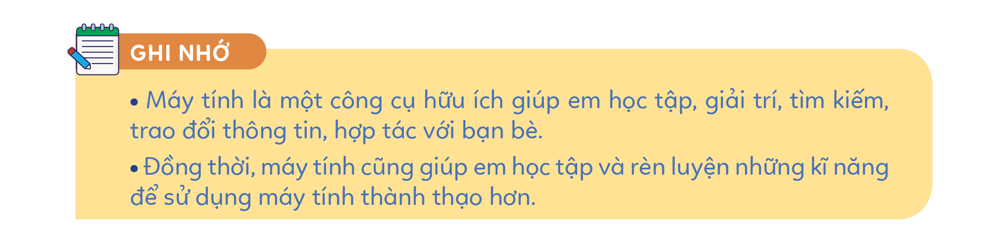 GHI NHỚ
• Máy tính là một công cụ hữu ích giúp em học tập, giải trí, tìm kiếm,
trao đổi thông tin, hợp tác với bạn bè.
• Đồng thời, máy tính cũng giúp em học tập và rèn luyện những kĩ năng
để sử dụng máy tính thành thạo hơn.